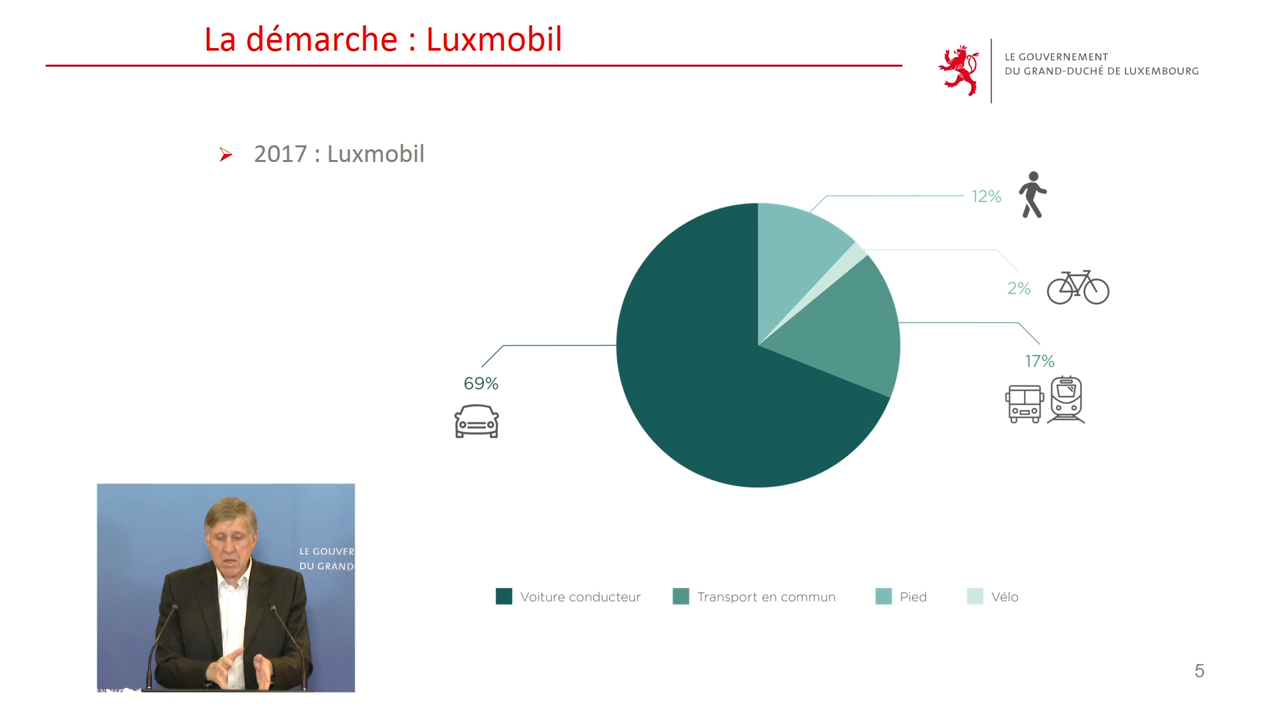 La démarche : Luxmobil
LE GOUVERNEMENT
DU GRAND-DUCHÉ DE LUXEMBOURG
2017 : Luxmobil
12%
2%
17%
69%
LE GOUVER
DU GRAND
Voiture conducteur
Transport en commun
Pied
Vélo
5